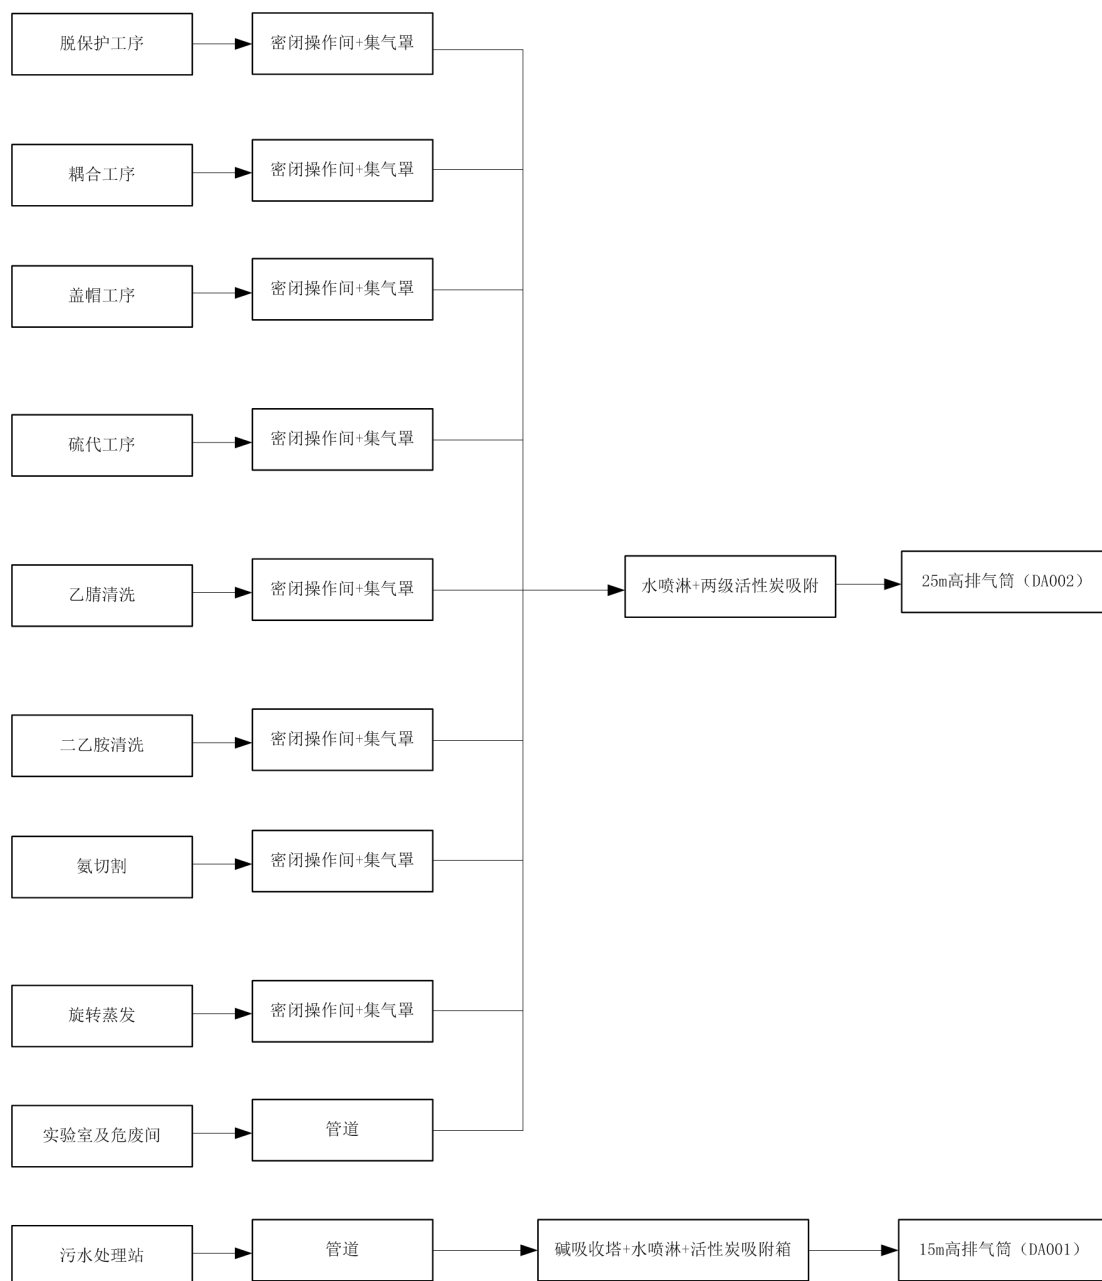 脱保护工序
密闭操作间+集气罩
耦合工序
密闭操作间+集气罩
盖帽工序
密闭操作间+集气罩
硫代工序
密闭操作间+集气罩
乙腈清洗
密闭操作间+集气罩
水喷淋+两级活性炭吸附
25m高排气筒（DA002）
二乙胺清洗
密闭操作间+集气罩
氨切割
密闭操作间+集气罩
旋转蒸发
密闭操作间+集气罩
实验室及危废间
管道
污水处理站
管道
碱吸收塔+水喷淋+活性炭吸附箱
15m高排气筒（DA001）